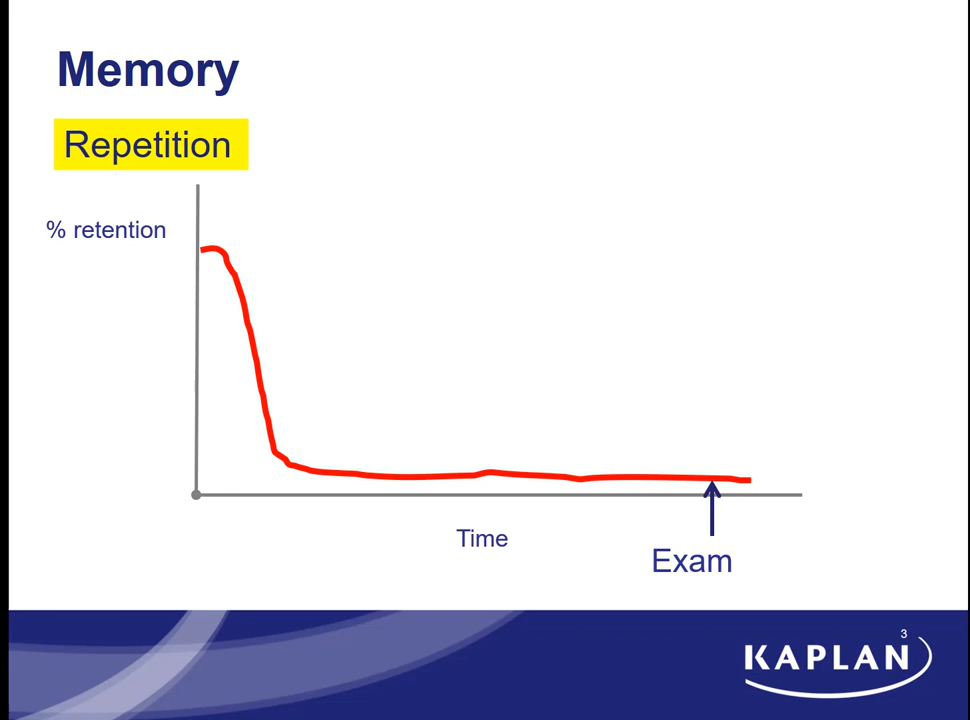 Memory
Repetition
% retention
Time
Exam
3
KAPLAN